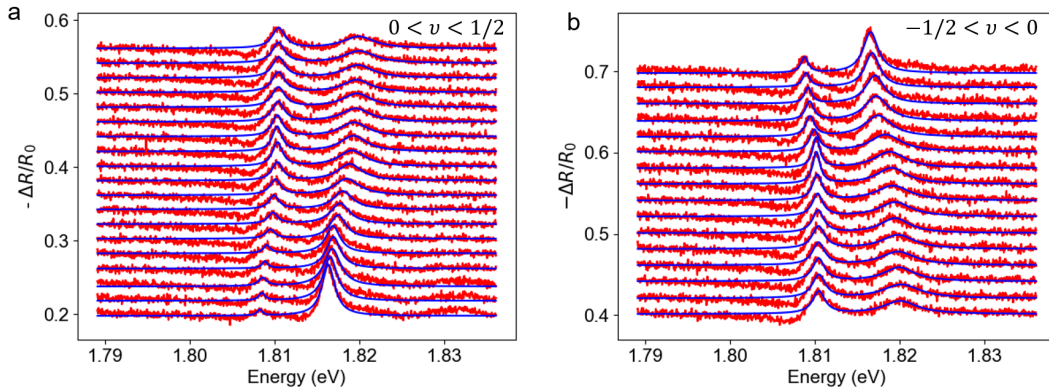 a
0 < υ < 1/2
0.6
0.5
0.4
0.3
0.2
- ΔR/R₀
1.79 1.80 1.81 1.82 1.83
Energy (eV)
b
−1/2 < υ < 0
0.7
0.6
0.5
0.4
−ΔR/R₀
1.79 1.80 1.81 1.82 1.83
Energy (eV)